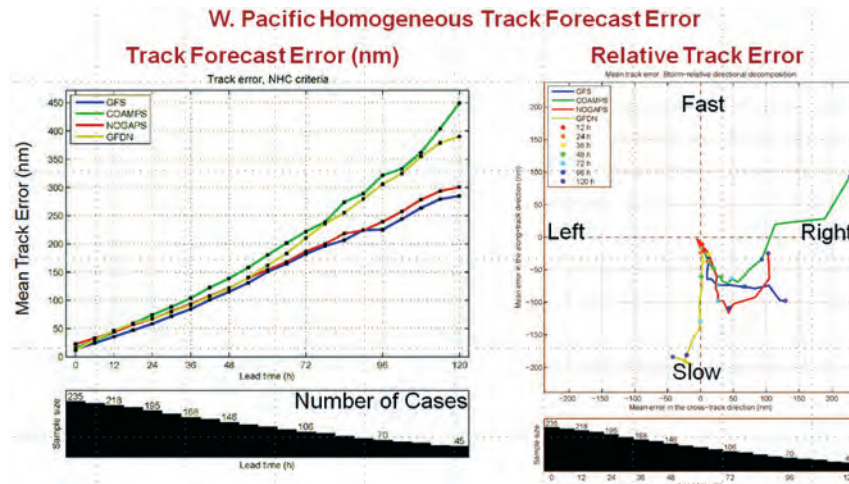 W. Pacific Homogeneous Track Forecast Error
Track Forecast Error (nm)
Relative Track Error
Track error, NHC criteria
Mean track error. Storm-relative directional decomposition
450
400
350
300
250
200
150
100
50
0
GFS
COAMPS
NOGAPS
GFDN
Mean Track Error (nm)
0 12 24 36 48 72 96 120
Lead time (h)
Number of Cases
Sample size
235 218 195 168 146 106 70 45
Lead time (h)
GFS
COAMPS
NOGAPS
GFDN
12 h
24 h
36 h
48 h
72 h
96 h
120 h
Fast
Left
Right
Slow
200
150
100
50
0
-50
-100
-150
-200
Mean error in the along-track direction (nm)
-200 -150 -100 -50 0 50 100 150 200
Mean error in the cross-track direction (nm)
Sample size
235 218 195 168 146 106 70
0 12 24 36 48 72 96